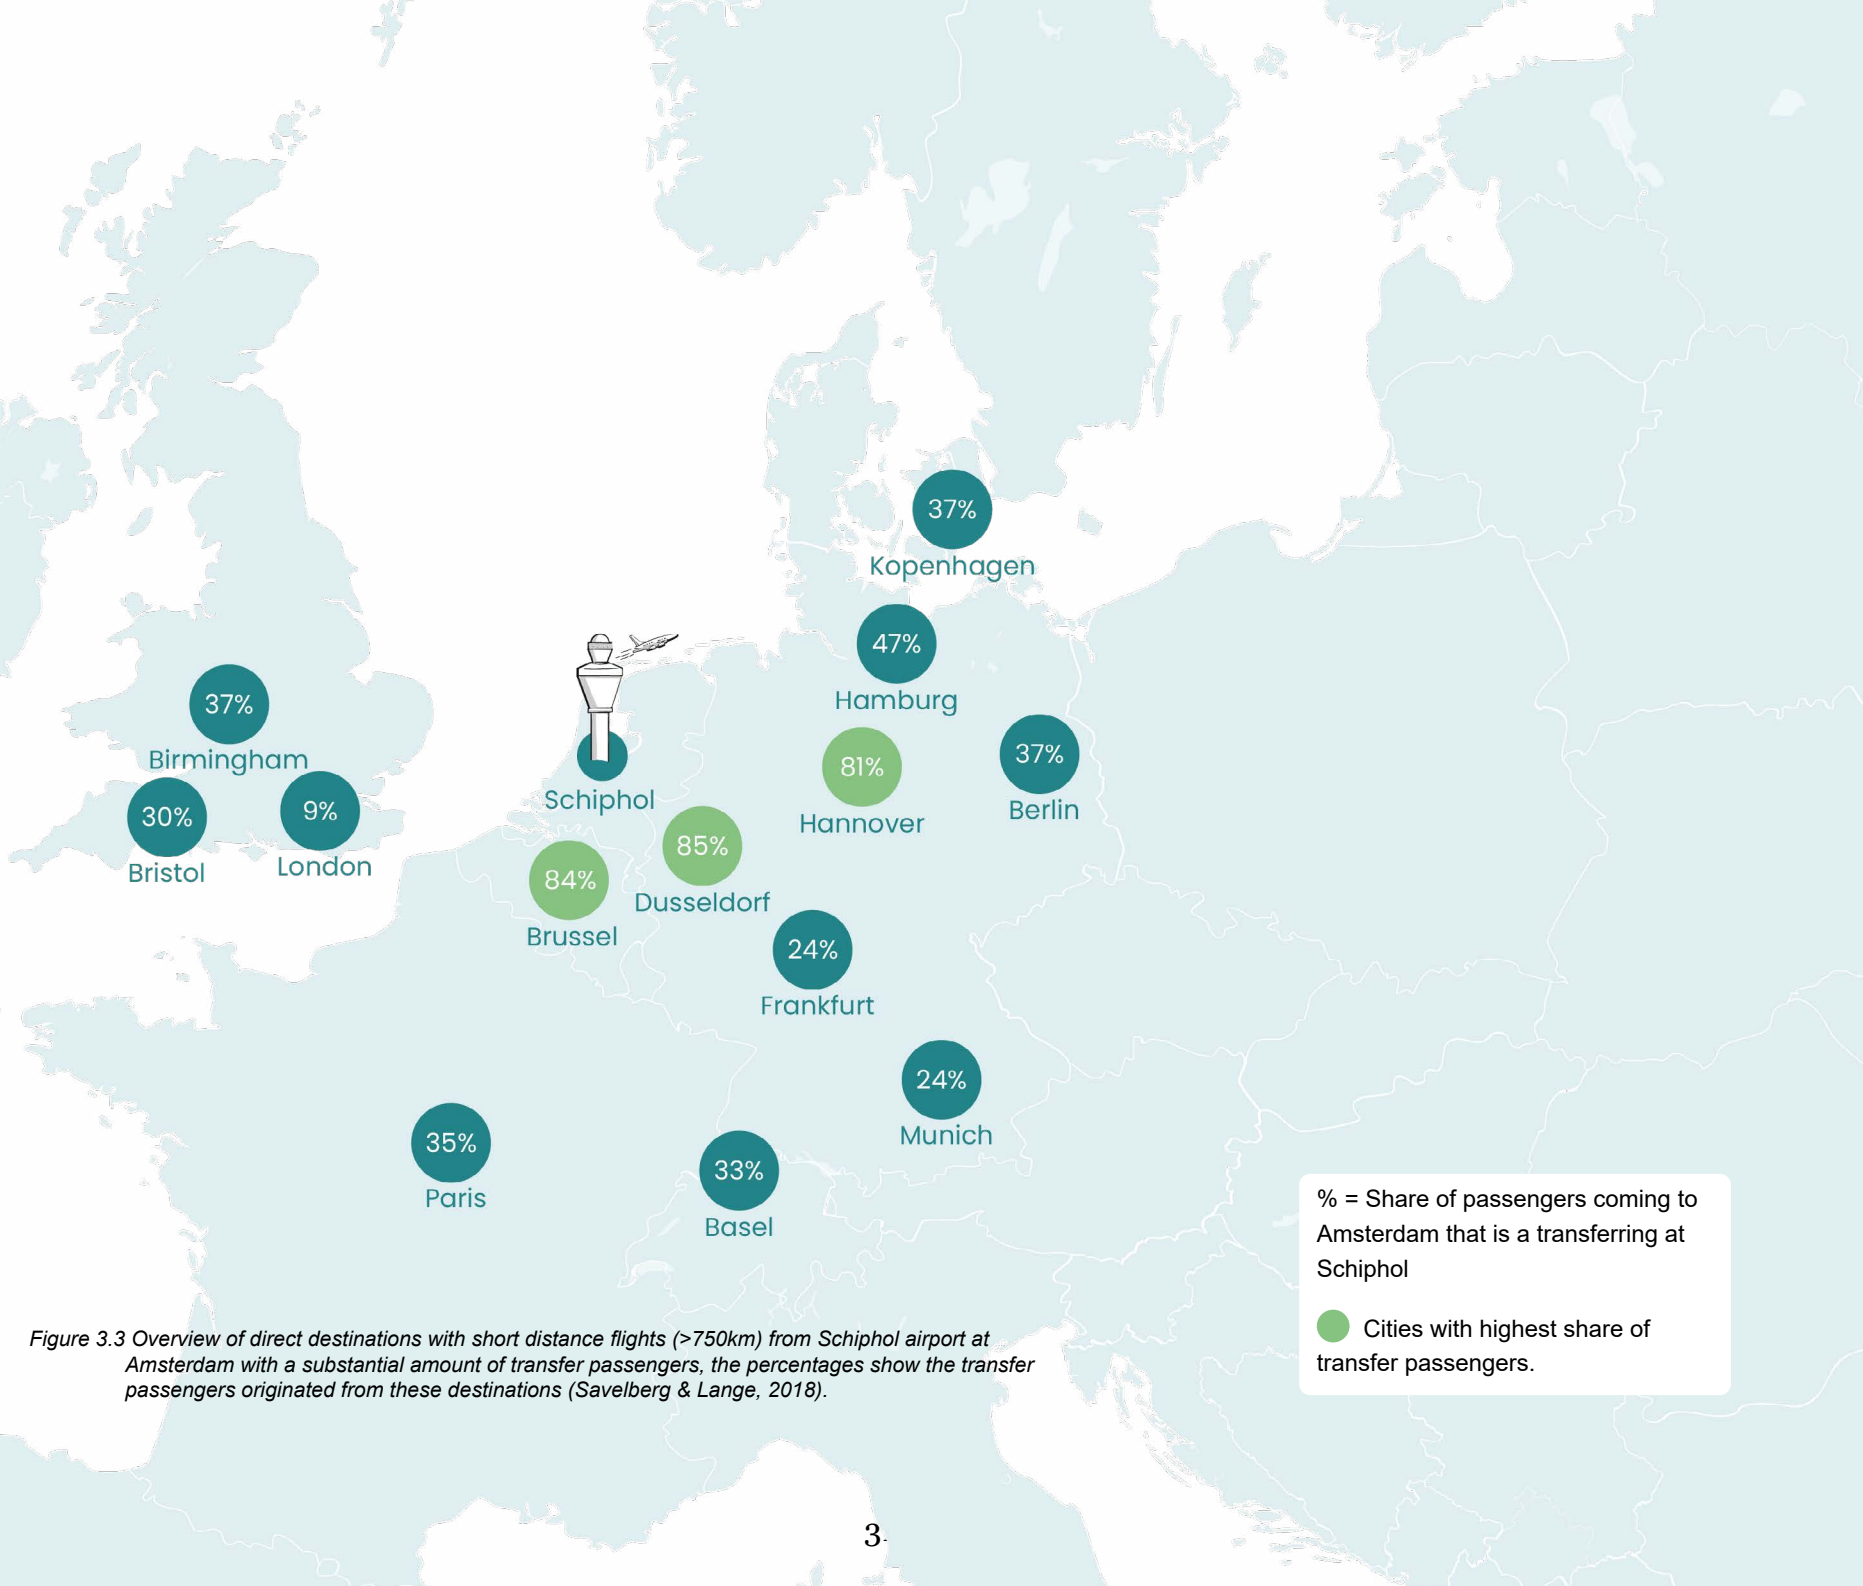 37%
Kopenhagen
47%
Hamburg
37%
Birmingham
81%
Hannover
37%
Berlin
Schiphol
30%
Bristol
9%
London
85%
Dusseldorf
84%
Brussel
24%
Frankfurt
24%
Munich
35%
Paris
33%
Basel
% = Share of passengers coming to
Amsterdam that is a transferring at
Schiphol
Cities with highest share of
transfer passengers.
Figure 3.3 Overview of direct destinations with short distance flights (>750km) from Schiphol airport at
Amsterdam with a substantial amount of transfer passengers, the percentages show the transfer
passengers originated from these destinations (Savelberg & Lange, 2018).
3